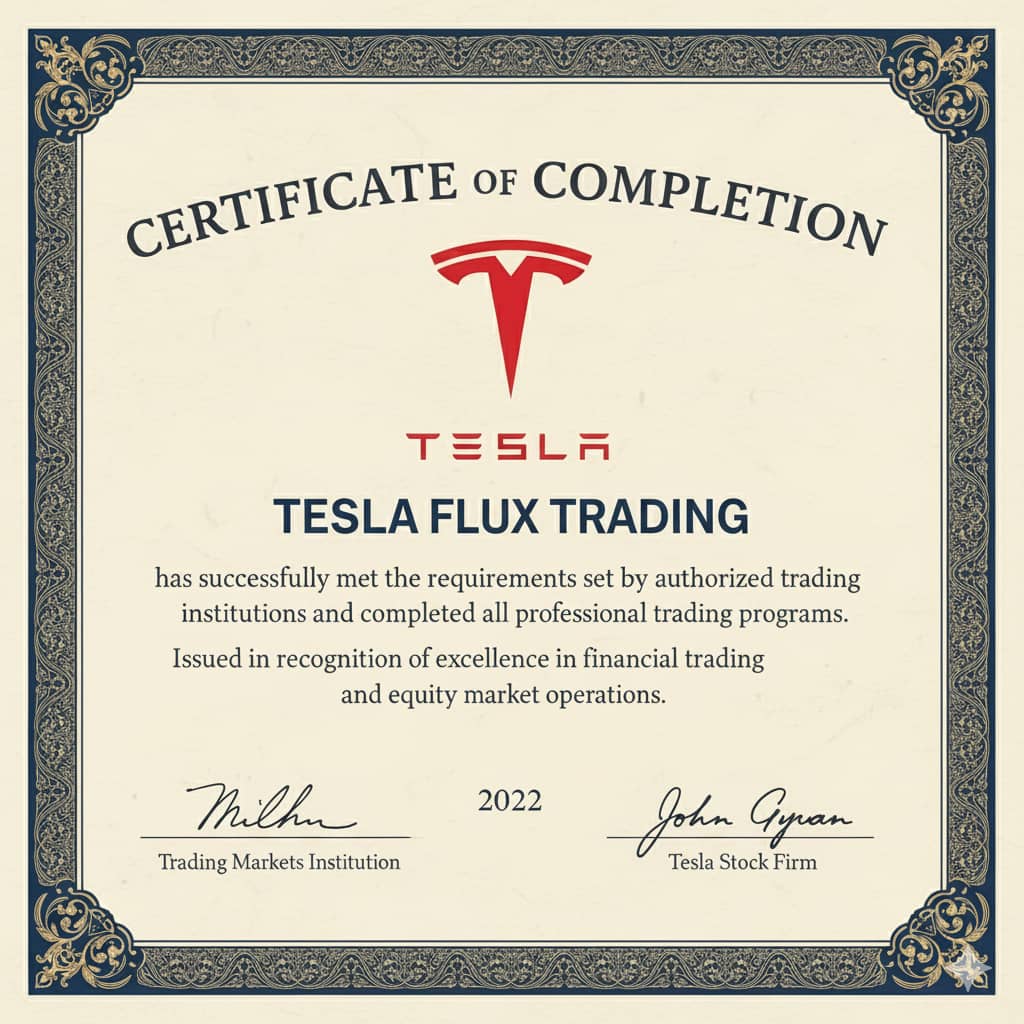 CERTIFICATE OF COMPLETION
TESLA
TESLA FLUX TRADING
has successfully met the requirements set by authorized trading
institutions and completed all professional trading programs.
Issued in recognition of excellence in financial trading
and equity market operations.
2022
John Gyran
Trading Markets Institution
Tesla Stock Firm